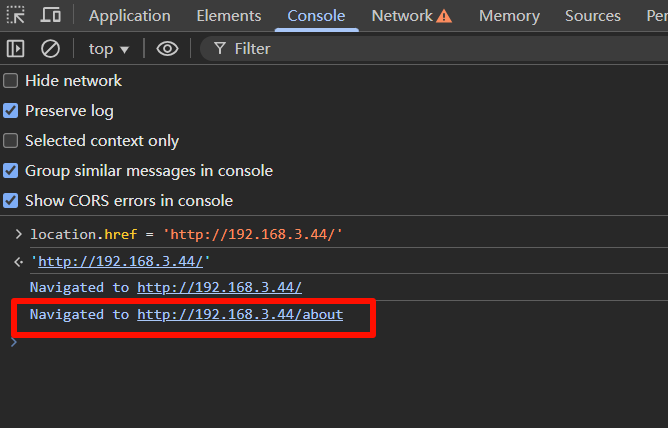 Application Elements Console Network Memory Sources
top ▼ Filter
Hide network
Preserve log
Selected context only
Group similar messages in console
Show CORS errors in console
> location.href = 'http://192.168.3.44/'
'http://192.168.3.44/'
Navigated to http://192.168.3.44/
Navigated to http://192.168.3.44/about
>